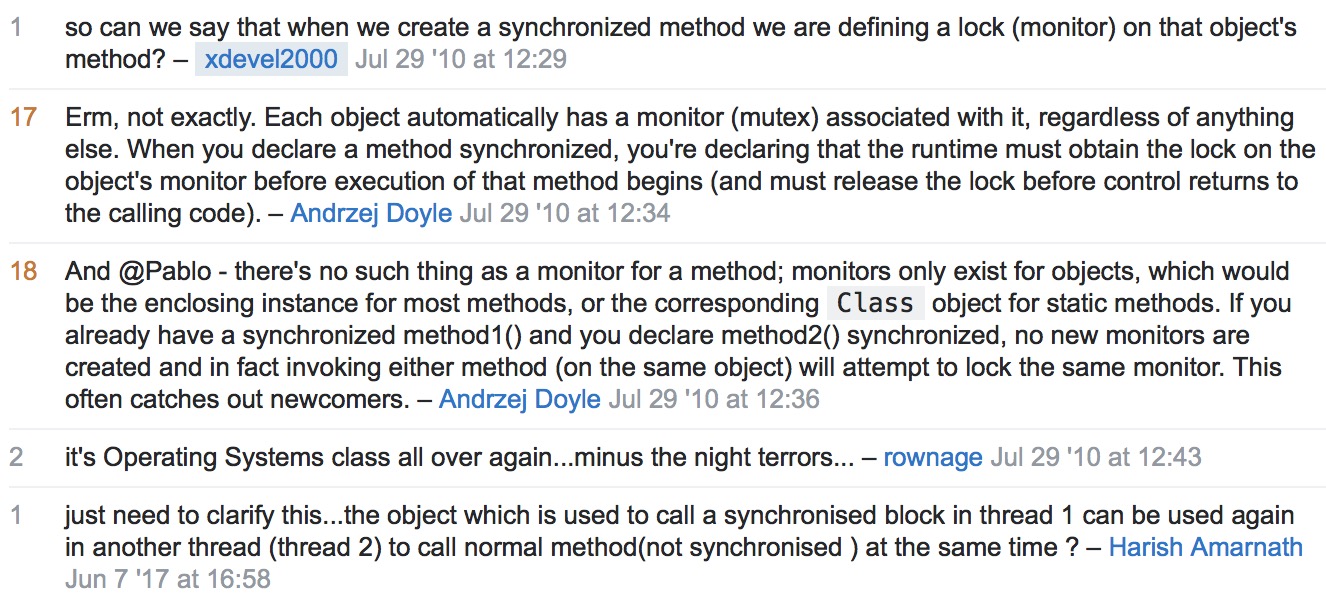 1 so can we say that when we create a synchronized method we are defining a lock (monitor) on that object's
method? – xdevel2000 Jul 29 '10 at 12:29
17 Erm, not exactly. Each object automatically has a monitor (mutex) associated with it, regardless of anything
else. When you declare a method synchronized, you're declaring that the runtime must obtain the lock on the
object's monitor before execution of that method begins (and must release the lock before control returns to
the calling code). – Andrzej Doyle Jul 29 '10 at 12:34
18 And @Pablo - there's no such thing as a monitor for a method; monitors only exist for objects, which would
be the enclosing instance for most methods, or the corresponding Class object for static methods. If you
already have a synchronized method1() and you declare method2() synchronized, no new monitors are
created and in fact invoking either method (on the same object) will attempt to lock the same monitor. This
often catches out newcomers. – Andrzej Doyle Jul 29 '10 at 12:36
2 it's Operating Systems class all over again...minus the night terrors... – rownage Jul 29 '10 at 12:43
1 just need to clarify this...the object which is used to call a synchronised block in thread 1 can be used again
in another thread (thread 2) to call normal method(not synchronised ) at the same time ? – Harish Amarnath
Jun 7 '17 at 16:58